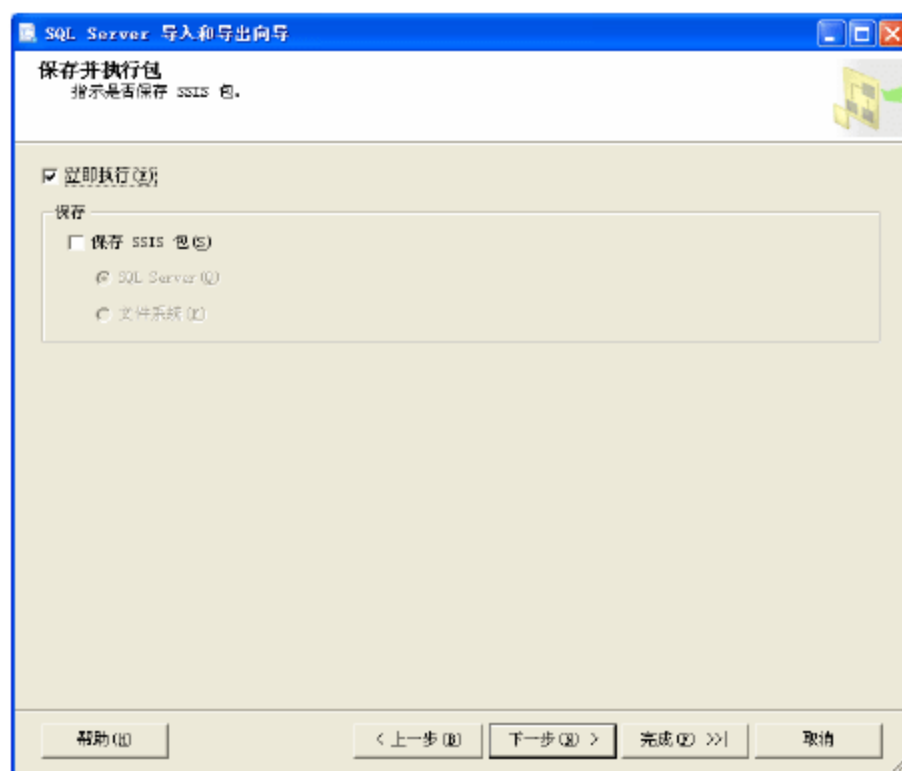 SQL Server 导入和导出向导
保存并执行包
指示是否保存 SSIS 包。
立即执行(E)
保存
保存 SSIS 包(S)
SQL Server(Q)
文件系统(F)
帮助(H)
< 上一步(B)
下一步(N) >
完成(F) >>|
取消